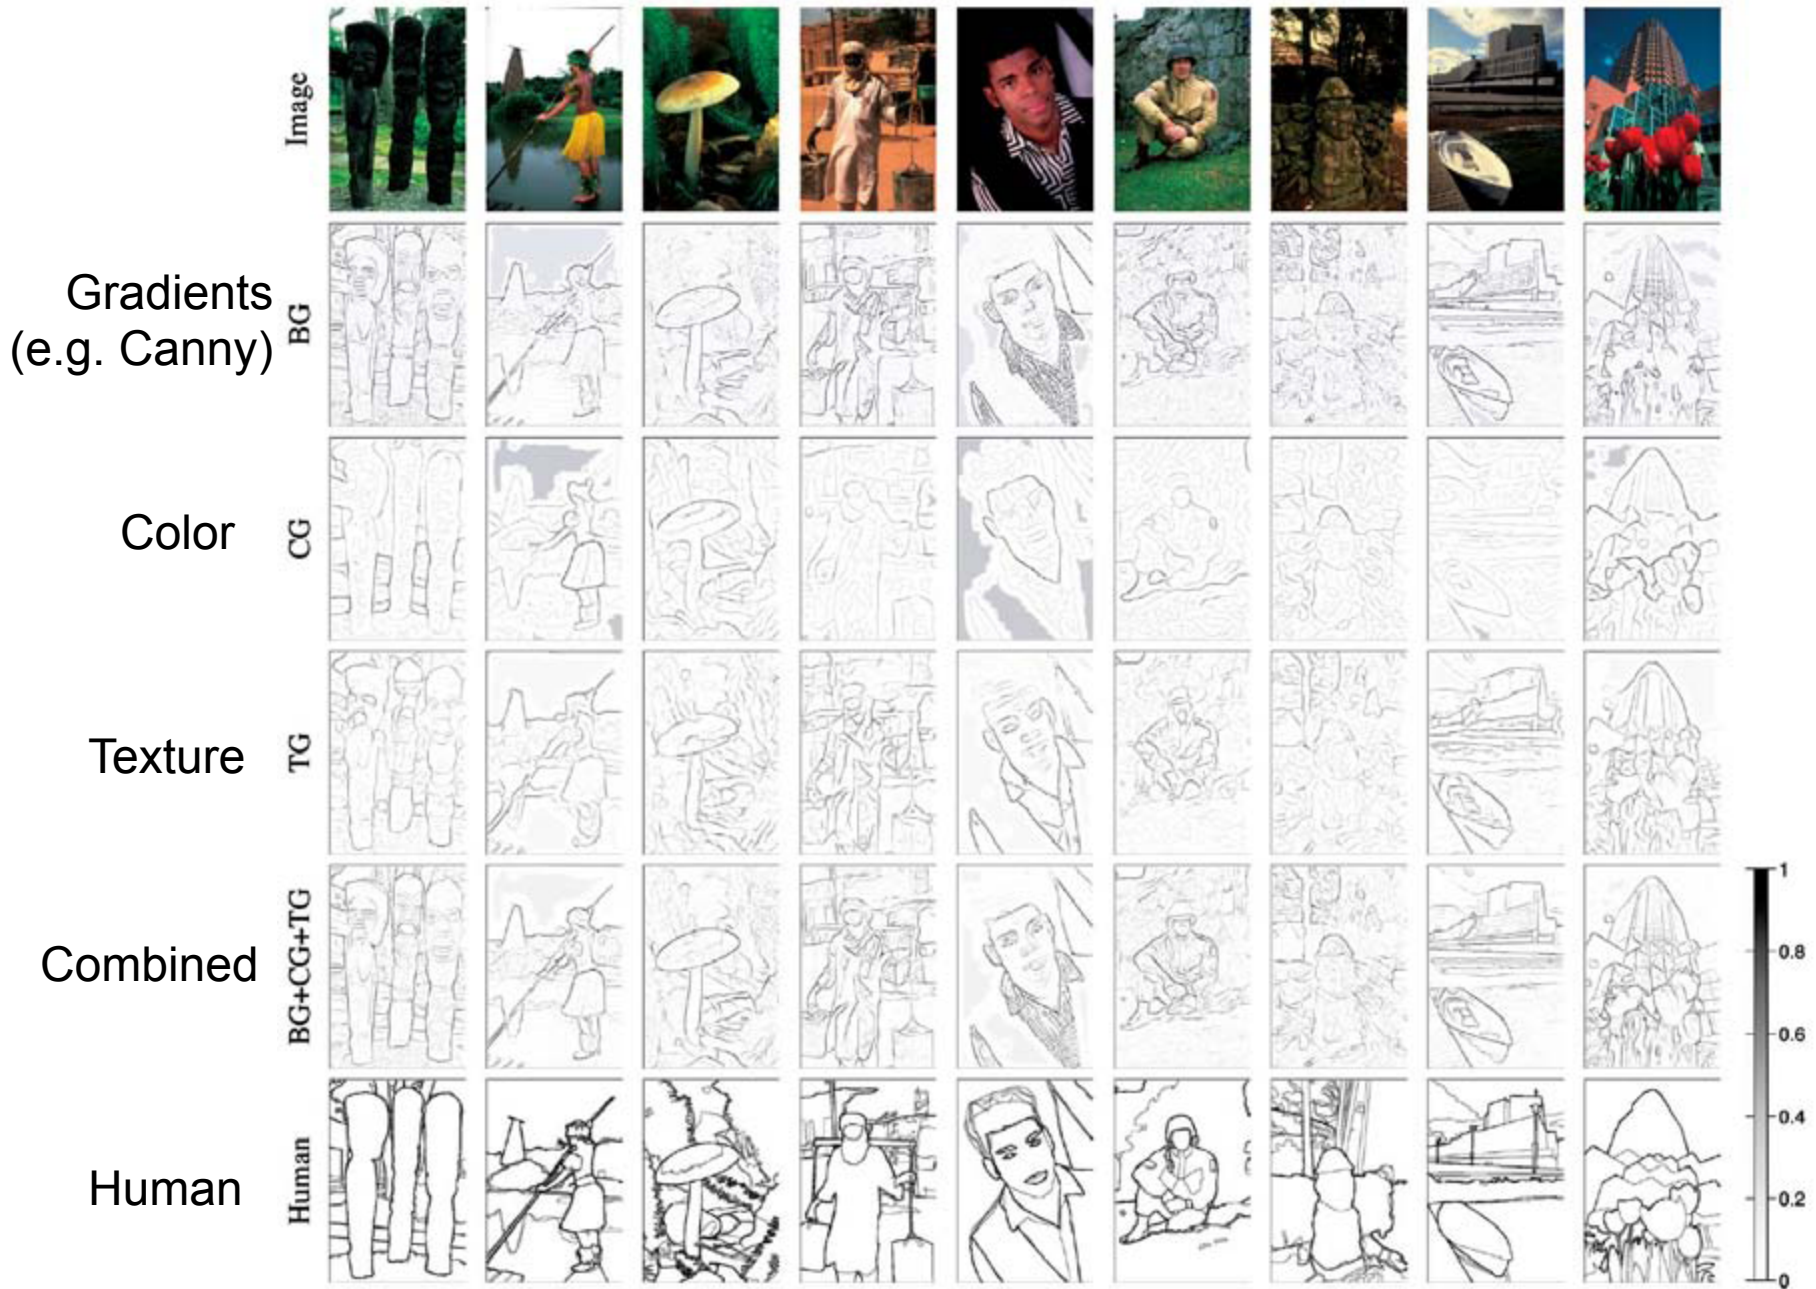 Image
Gradients
(e.g. Canny)
BG
Color
CG
Texture
TG
Combined
BG+CG+TG
Human
Human
1
0.8
0.6
0.4
0.2
0